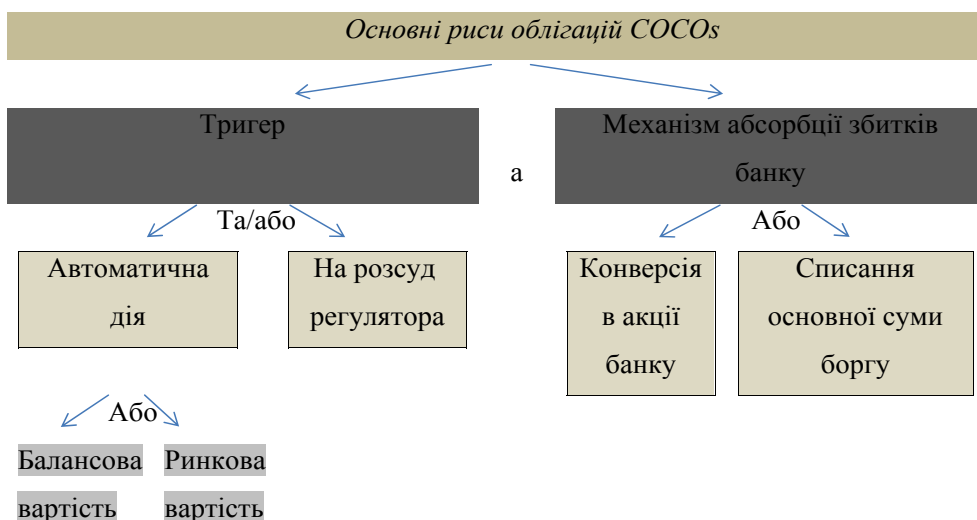 Основні риси облігацій COCOs
Тригер
Механізм абсорбції збитків
банку
а
Та/або
Або
Автоматична
дія
На розсуд
регулятора
Конверсія
в акції
банку
Списання
основної суми
боргу
Або
Балансова
вартість
Ринкова
вартість